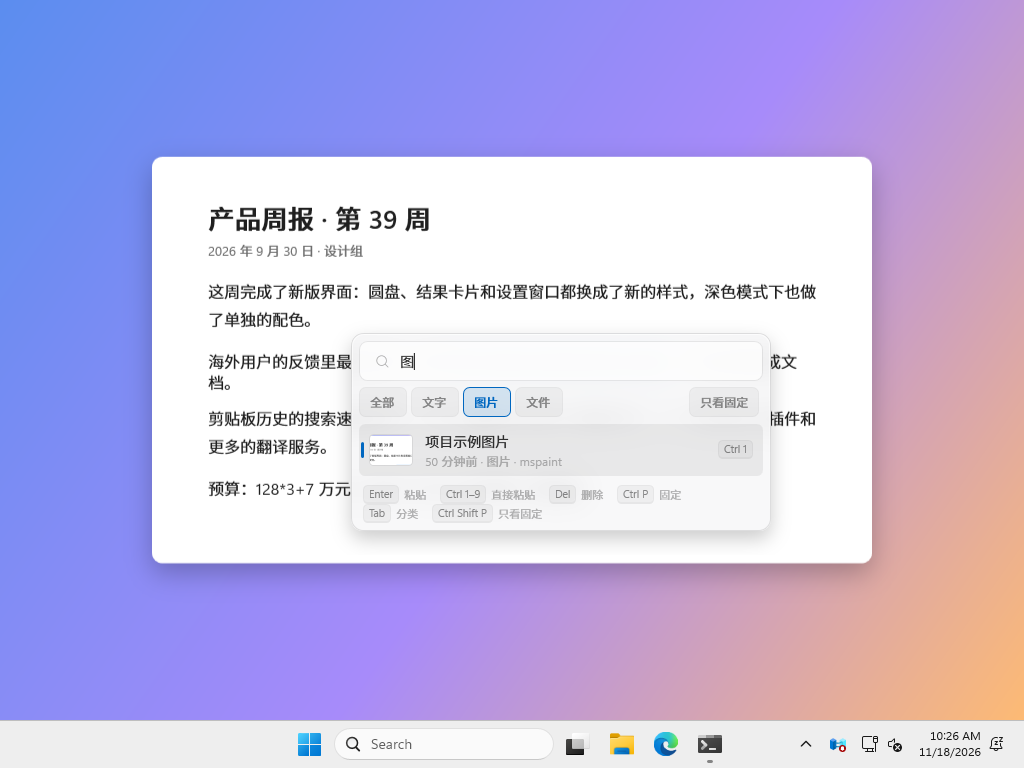 产品周报 · 第 39 周
2026 年 9 月 30 日 · 设计组
这周完成了新版界面：圆盘、结果卡片和设置窗口都换成了新的样式，深色模式下也做
了单独的配色。
海外用户的反馈里最
成文
档。
剪贴板历史的搜索速
插件和
更多的翻译服务。
预算：128*3+7 万元
图
全部 文字 图片 文件 只看固定
项目示例图片
50 分钟前 · 图片 · mspaint
Ctrl 1
Enter 粘贴 Ctrl 1–9 直接粘贴 Del 删除 Ctrl P 固定
Tab 分类 Ctrl Shift P 只看固定
Search
10:26 AM
11/18/2026